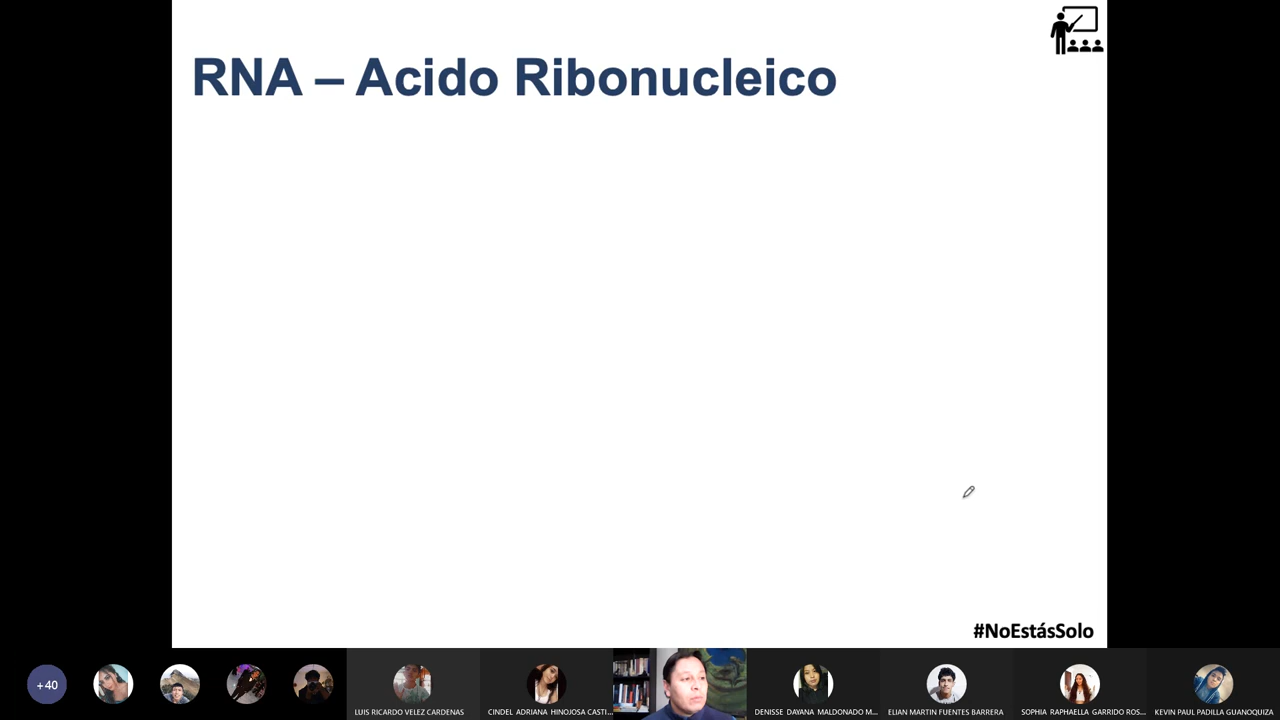 RNA – Acido Ribonucleico
#NoEstásSolo
+40
LUIS RICARDO VELEZ CARDENAS
CINDEL ADRIANA HINOJOSA CASTI...
DENISSE DAYANA MALDONADO M...
ELIAN MARTIN FUENTES BARRERA
SOPHIA RAPHAELLA GARRIDO ROS...
KEVIN PAUL PADILLA GUANOQUIZA